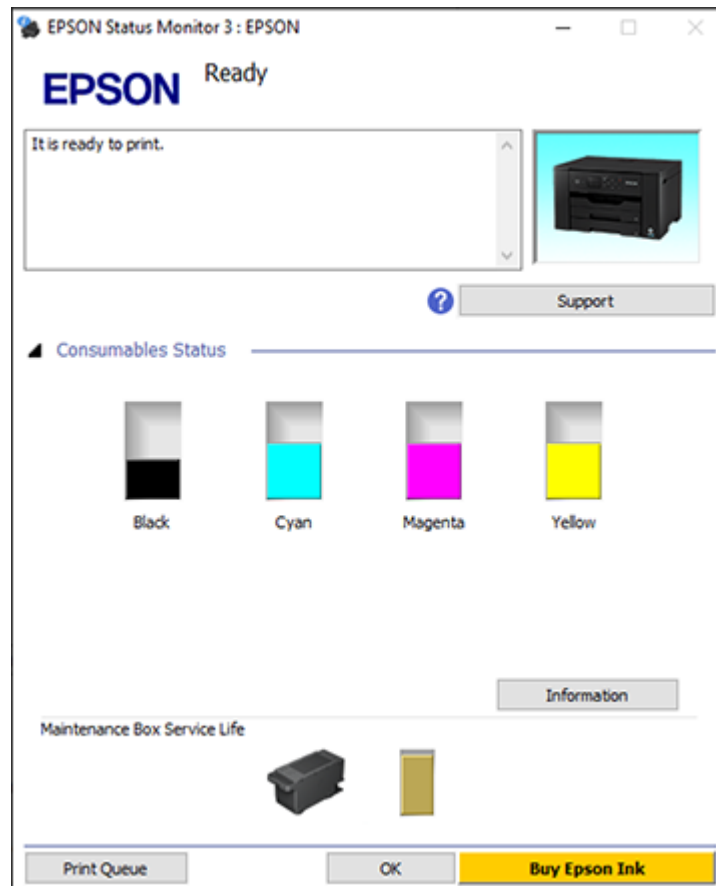 EPSON Status Monitor 3 : EPSON
EPSON
Ready
It is ready to print.
?
Support
Consumables Status
Black
Cyan
Magenta
Yellow
Information
Maintenance Box Service Life
Print Queue
OK
Buy Epson Ink